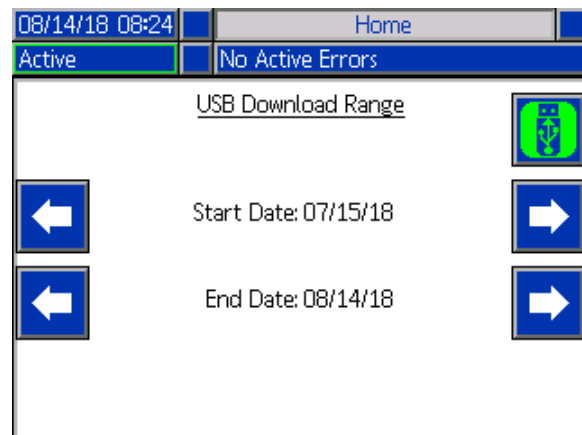 08/14/18 08:24 Home
Active No Active Errors
USB Download Range
Start Date: 07/15/18
End Date: 08/14/18